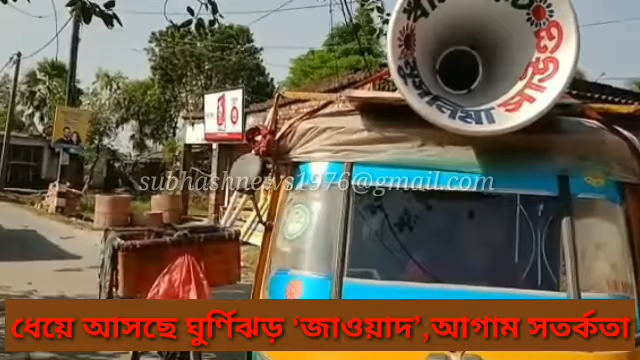 subhashnews1976@gmail.com
ধেয়ে আসছে ঘুর্ণিঝড় ‘জাওয়াদ’,আগাম সতর্কতা